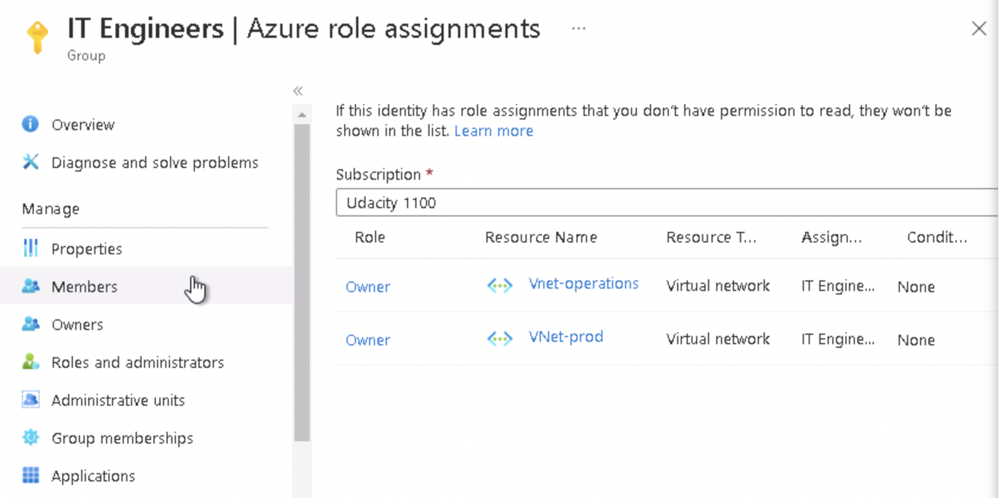 IT Engineers | Azure role assignments ...
Group
Overview
Diagnose and solve problems
Manage
Properties
Members
Owners
Roles and administrators
Administrative units
Group memberships
Applications
If this identity has role assignments that you don't have permission to read, they won't be
shown in the list. Learn more
Subscription *
Udacity 1100
Role Resource Name Resource T... Assign... Condit...
Owner Vnet-operations Virtual network IT Engine... None
Owner VNet-prod Virtual network IT Engine... None